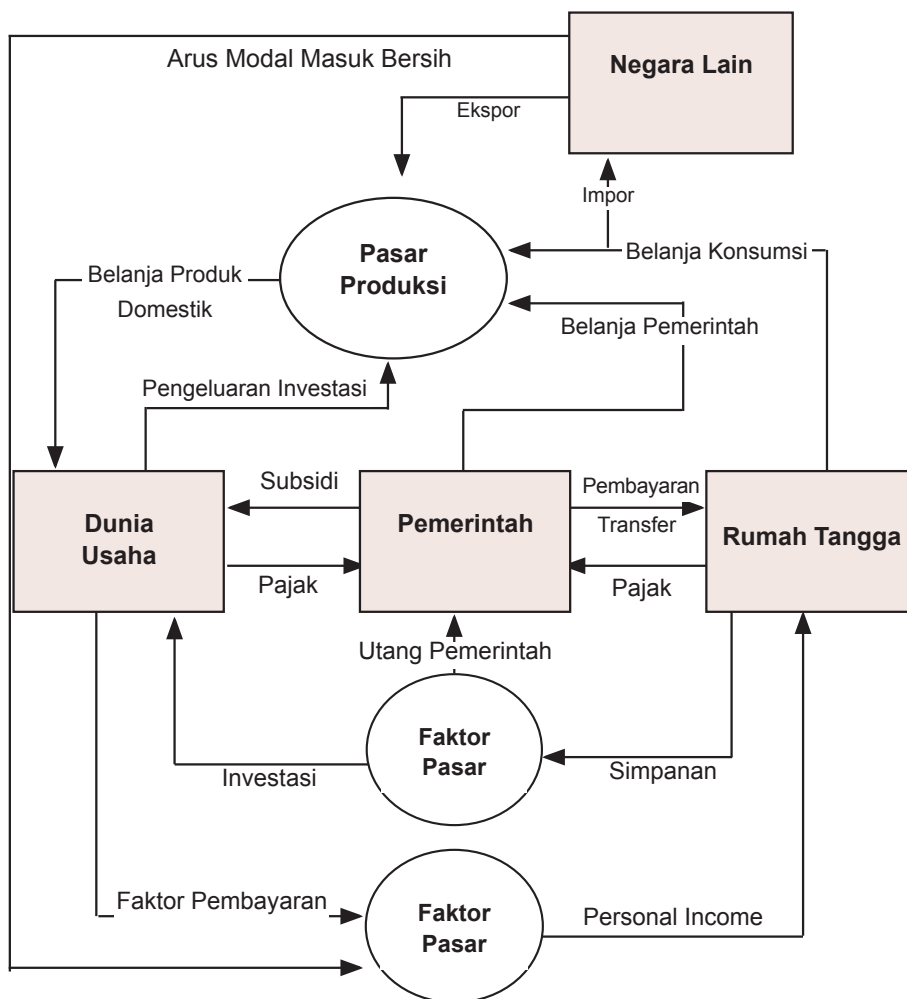 Arus Modal Masuk Bersih
Negara Lain
Ekspor
Impor
Pasar
Produksi
Belanja Konsumsi
Belanja Produk
Domestik
Belanja Pemerintah
Pengeluaran Investasi
Dunia
Usaha
Subsidi
Pajak
Pemerintah
Pembayaran
Transfer
Pajak
Rumah Tangga
Utang Pemerintah
Faktor
Pasar
Investasi
Simpanan
Faktor Pembayaran
Faktor
Pasar
Personal Income